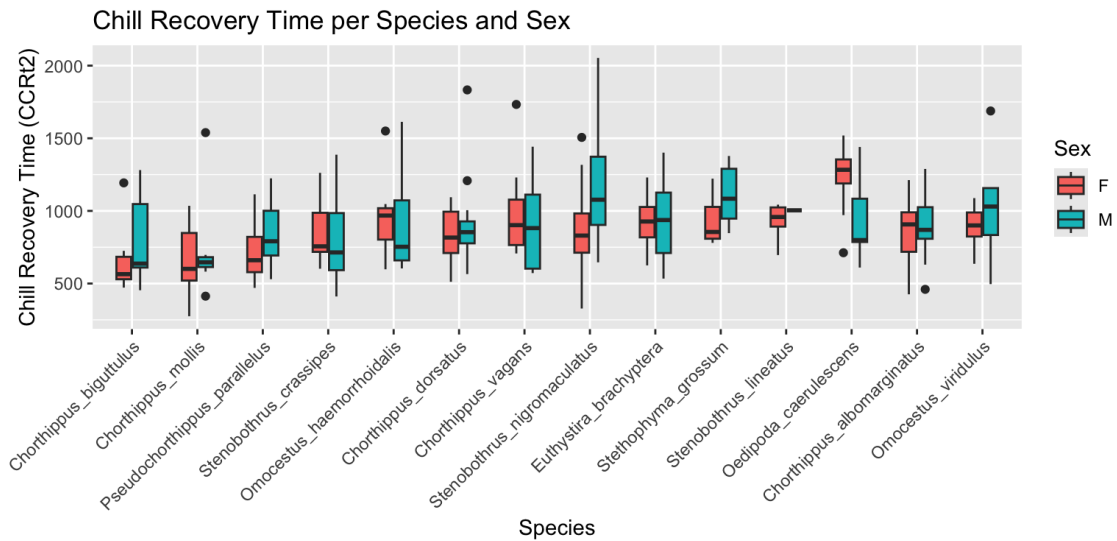 Chill Recovery Time per Species and Sex
Chill Recovery Time (CCRt2)
2000
1500
1000
500
Chorthippus_biguttulus
Chorthippus_mollis
Pseudochorthippus_parallelus
Stenobothrus_crassipes
Omocestus_haemorrhoidalis
Chorthippus_dorsatus
Chorthippus_vagans
Stenobothrus_nigromaculatus
Euthystira_brachyptera
Stethophyma_grossum
Stenobothrus_lineatus
Oedipoda_caerulescens
Chorthippus_albomarginatus
Omocestus_viridulus
Species
Sex
F
M